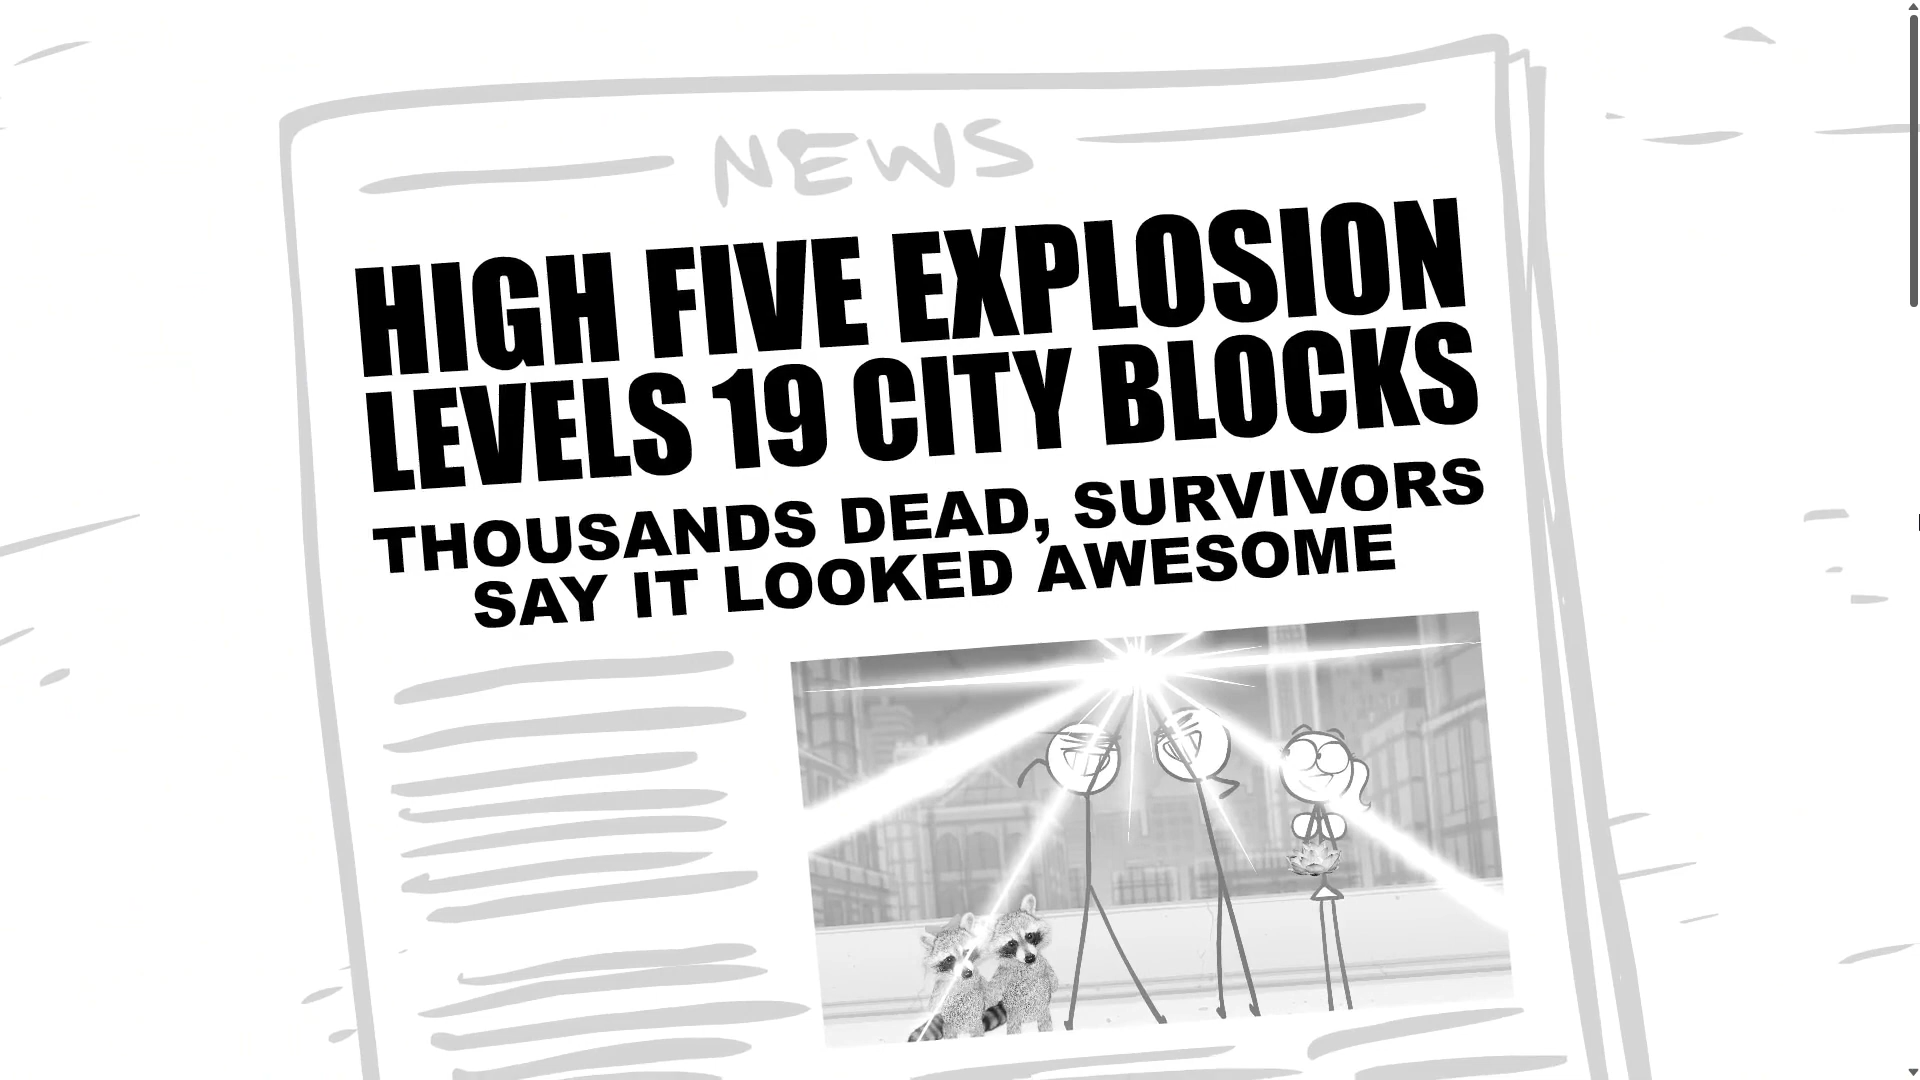 NEWS
HIGH FIVE EXPLOSION
LEVELS 19 CITY BLOCKS
THOUSANDS DEAD, SURVIVORS
SAY IT LOOKED AWESOME